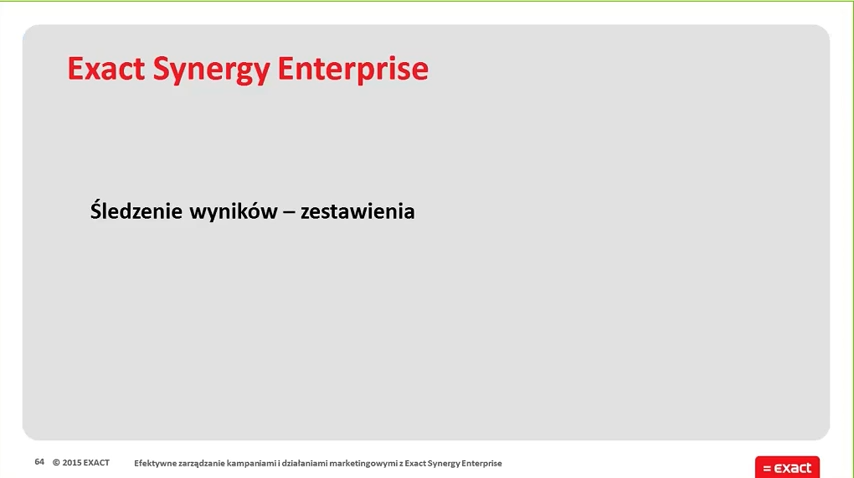 Exact Synergy Enterprise
Śledzenie wyników – zestawienia
64 © 2015 EXACT Efektywne zarządzanie kampaniami i działaniami marketingowymi z Exact Synergy Enterprise
= exact